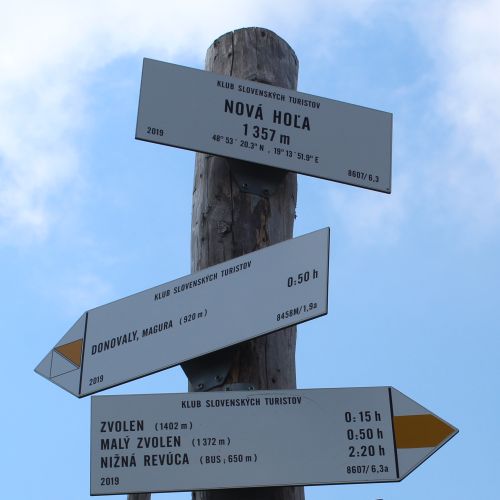 KLUB SLOVENSKÝCH TURISTOV
NOVÁ HOĽA
1 357 m
48° 53´ 20.3" N , 19° 13´ 51.9" E
2019 8607/6,3
KLUB SLOVENSKÝCH TURISTOV
DONOVALY, MAGURA (920 m) 0:50 h
2019 8458M/1,9a
KLUB SLOVENSKÝCH TURISTOV
ZVOLEN (1402 m) 0:15 h
MALÝ ZVOLEN (1 372 m) 0:50 h
NIŽNÁ REVÚCA (BUS ; 650 m) 2:20 h
2019 8607/6,3a